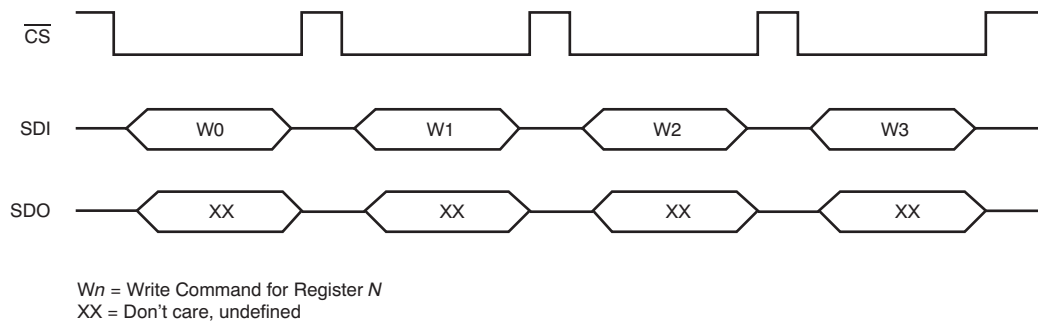 CS
SDI W0 W1 W2 W3
SDO XX XX XX XX
Wn = Write Command for Register N
XX = Don't care, undefined